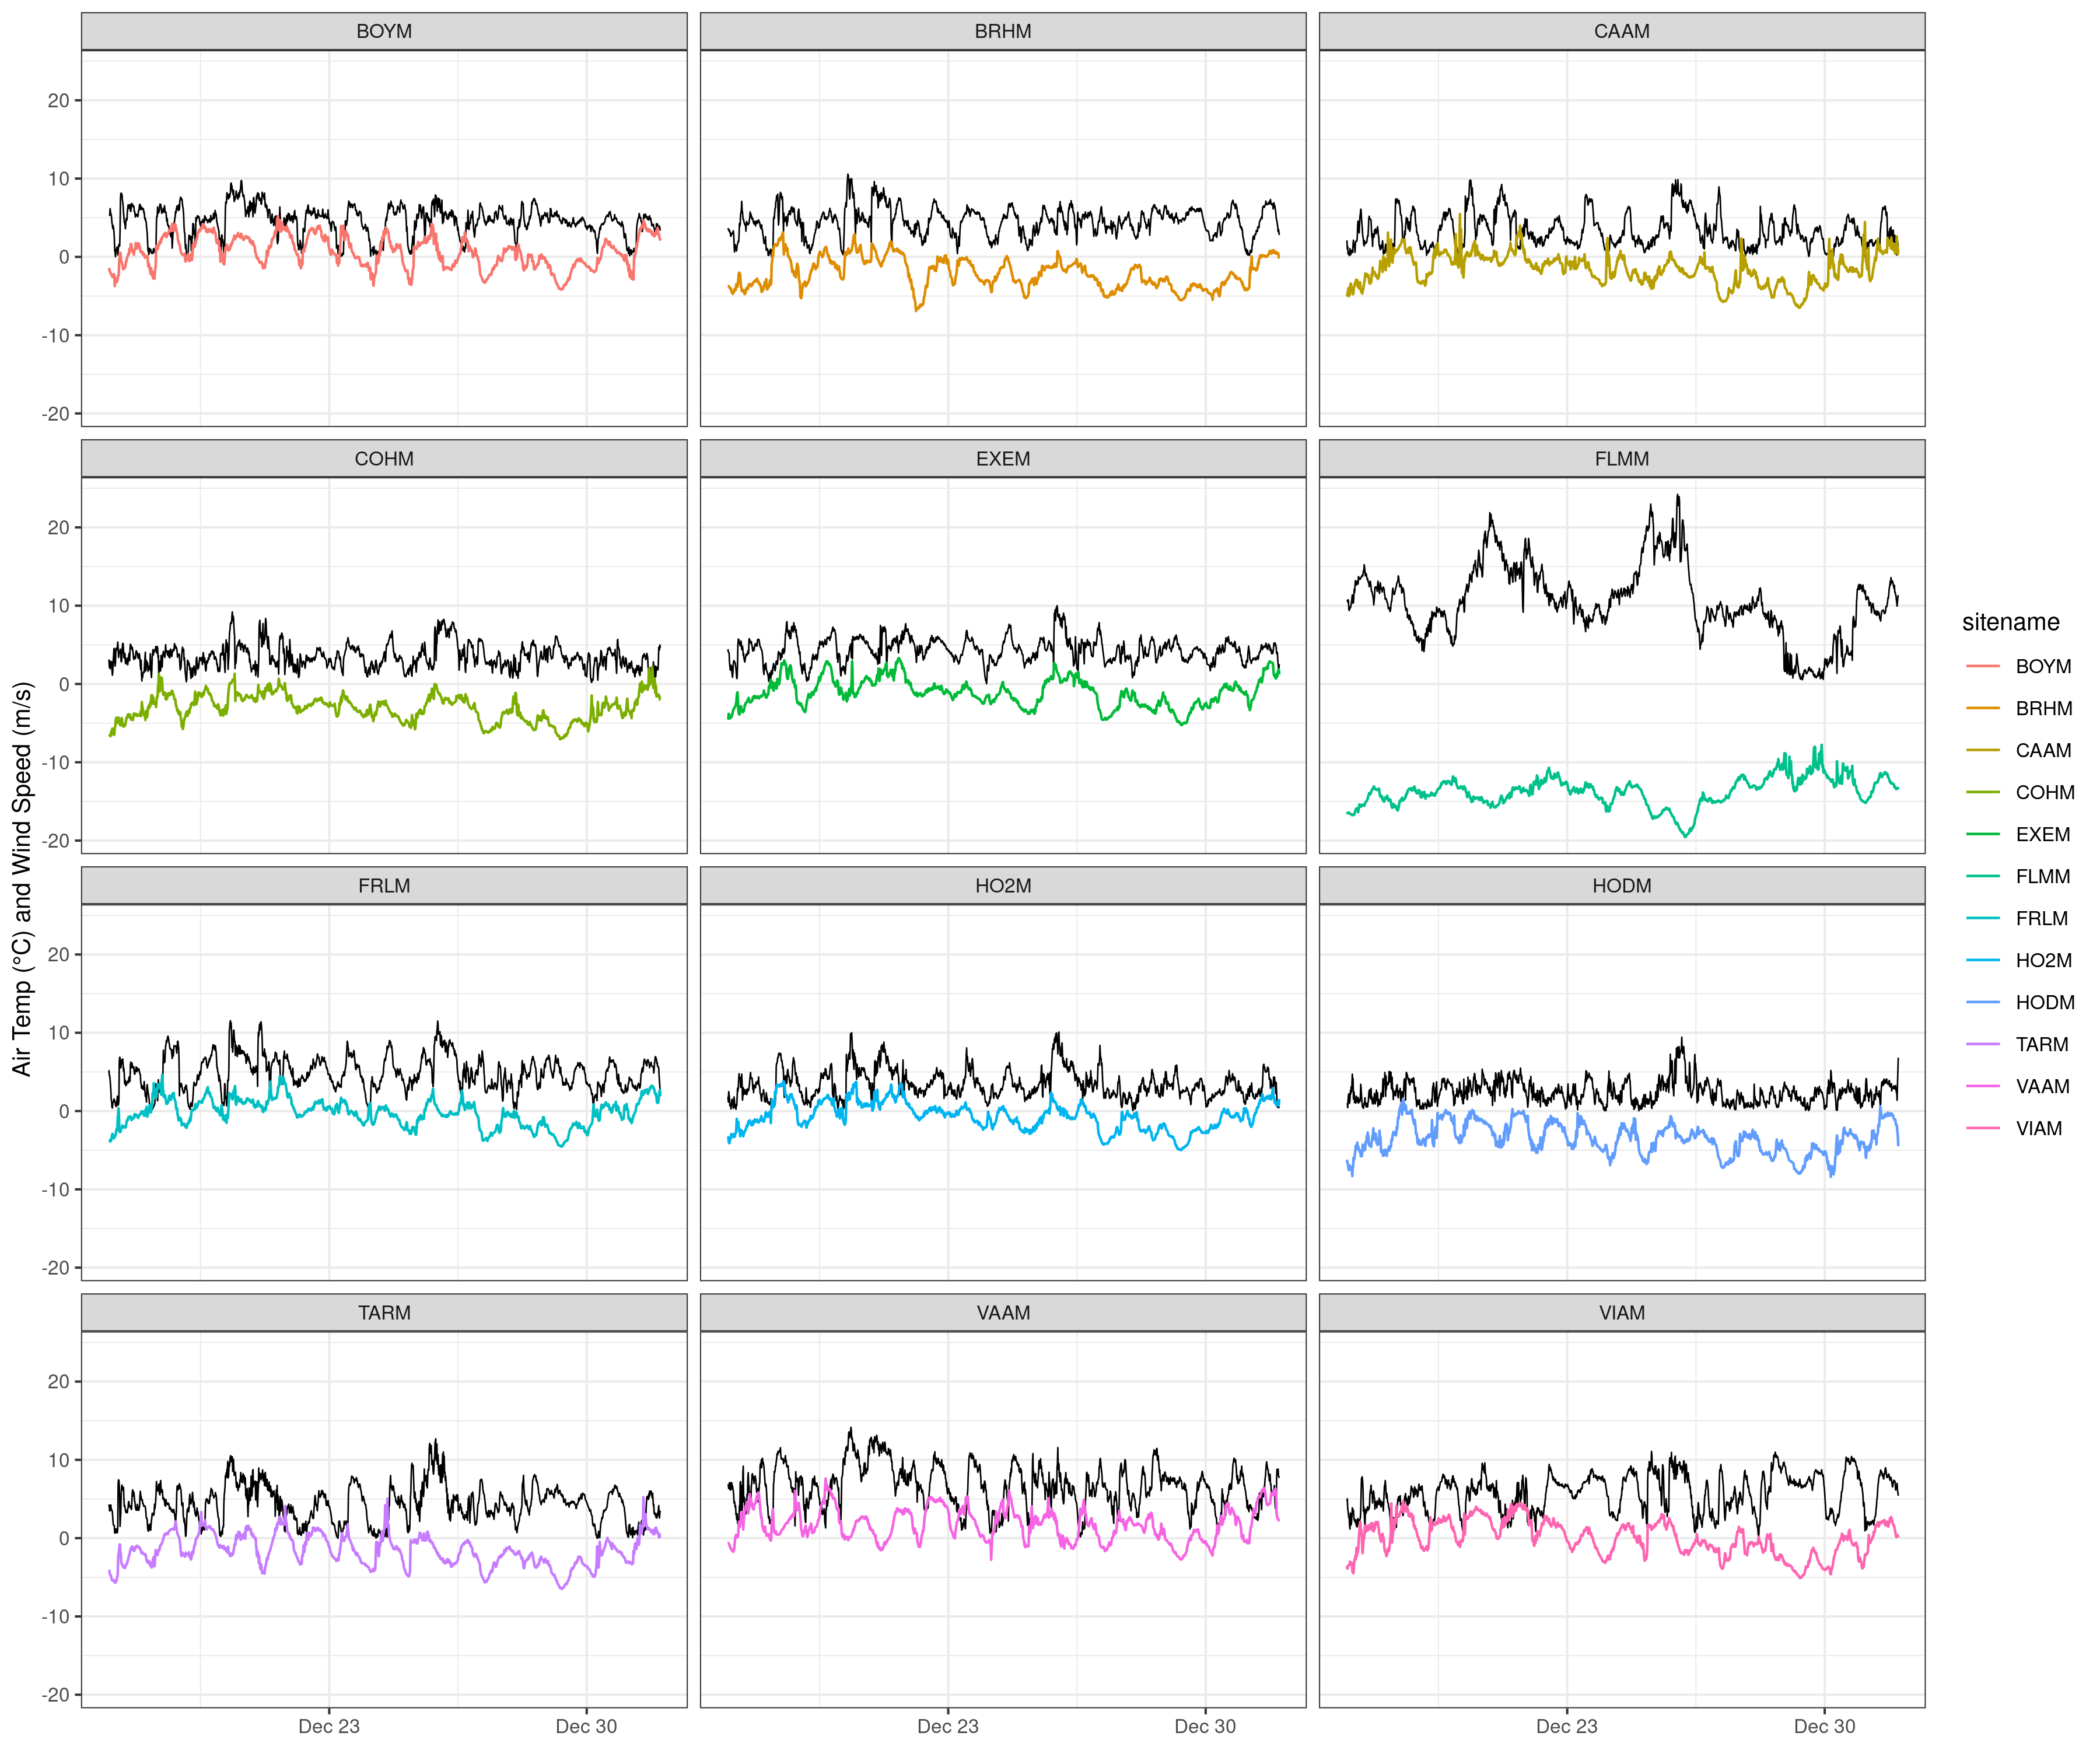 BOYM BRHM CAAM
20
10
0
-10
-20
COHM EXEM FLMM
20
10
0
-10
-20
FRLM HO2M HODM
20
10
0
-10
-20
TARM VAAM VIAM
20
10
0
-10
-20
Dec 23 Dec 30 Dec 23 Dec 30 Dec 23 Dec 30
Air Temp (°C) and Wind Speed (m/s)
sitename
BOYM
BRHM
CAAM
COHM
EXEM
FLMM
FRLM
HO2M
HODM
TARM
VAAM
VIAM